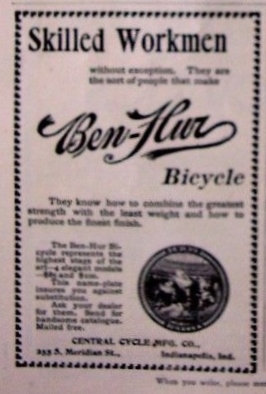 Skilled Workmen
without exception. They are
the sort of people that make
Ben-Hur
Bicycle
They know how to combine the greatest
strength with the least weight and how to
produce the finest finish.
The Ben-Hur Bi-
cycle represents the
highest stage of the
art—4 elegant models
and
This name-plate
insures you against
substitution.
Ask your dealer
for them. Send for
handsome catalogue.
Mailed free.
CENTRAL CYCLE MFG. CO.,
S. Meridian St., Indianapolis, Ind.
When you write, please